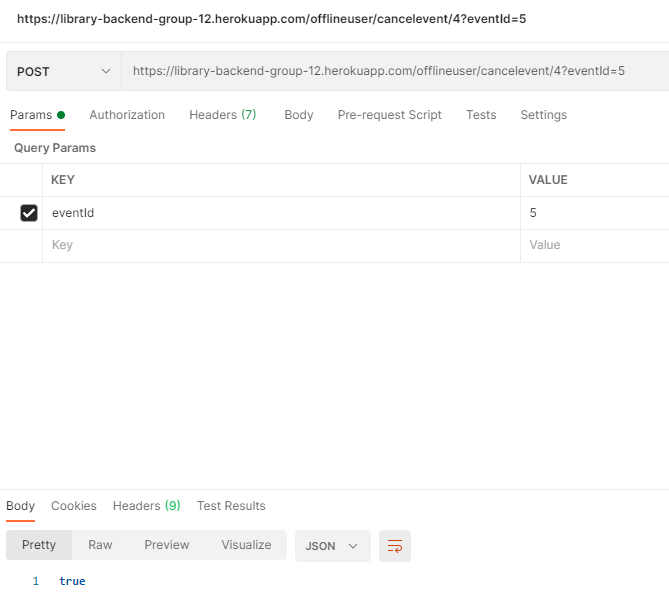 https://library-backend-group-12.herokuapp.com/offlineuser/cancelevent/4?eventId=5
POST https://library-backend-group-12.herokuapp.com/offlineuser/cancelevent/4?eventId=5
Params Authorization Headers (7) Body Pre-request Script Tests Settings
Query Params
KEY VALUE
eventId 5
Key Value
Body Cookies Headers (9) Test Results
Pretty Raw Preview Visualize JSON
1 true